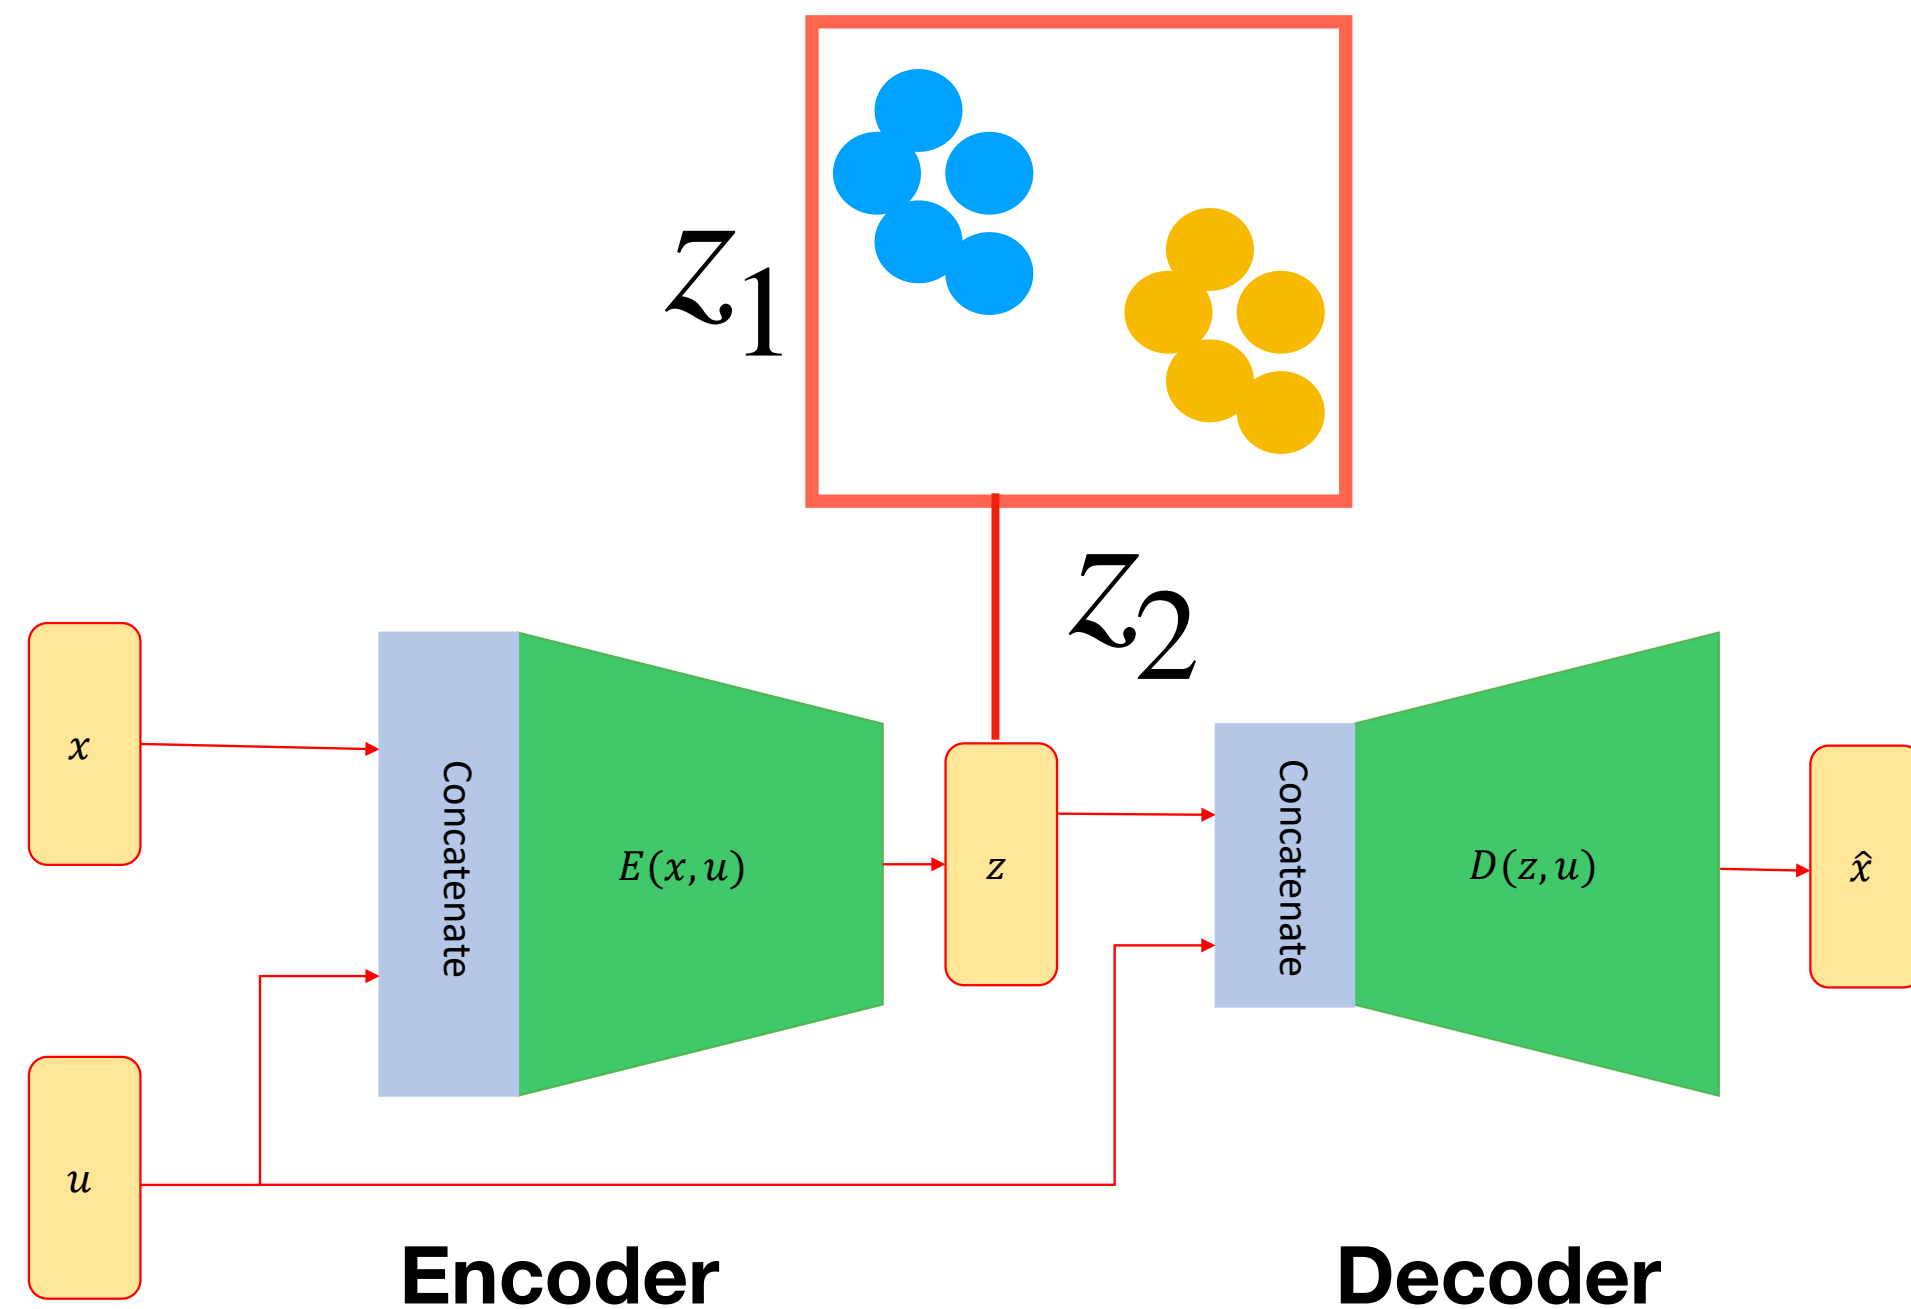 z1
z2
x
Concatenate
E(x, u)
z
Concatenate
D(z, u)
x̂
u
Encoder
Decoder